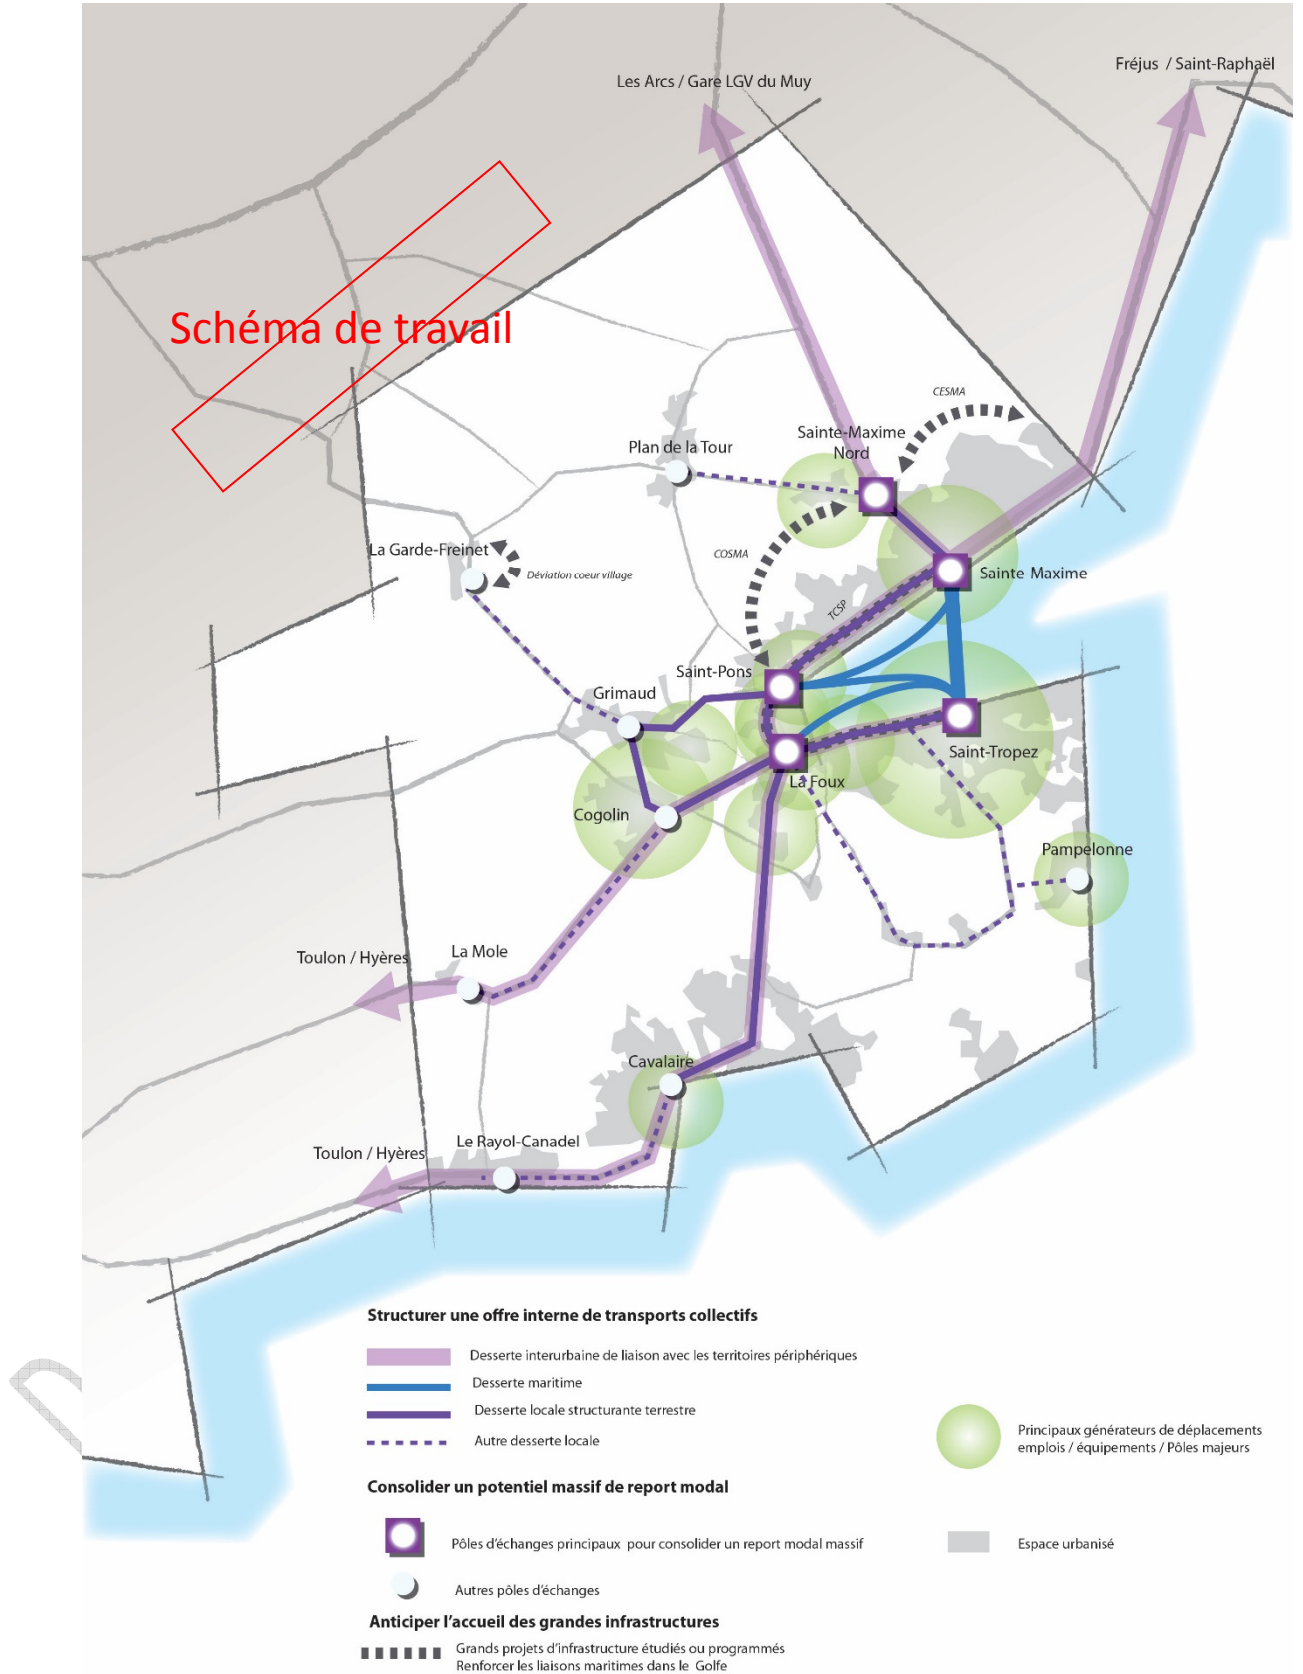 Fréjus / Saint-Raphaël
Les Arcs / Gare LGV du Muy
Schéma de travail
CESMA
Sainte-Maxime
Nord
Plan de la Tour
La Garde-Freinet
COSMA
Déviation coeur village
Sainte Maxime
TCSP
Saint-Pons
Grimaud
Saint-Tropez
La Foux
Cogolin
Pampelonne
La Mole
Toulon / Hyères
Cavalaire
Le Rayol-Canadel
Toulon / Hyères
Structurer une offre interne de transports collectifs
Desserte interurbaine de liaison avec les territoires périphériques
Desserte maritime
Desserte locale structurante terrestre
Autre desserte locale
Principaux générateurs de déplacements
emplois / équipements / Pôles majeurs
Consolider un potentiel massif de report modal
Pôles d'échanges principaux pour consolider un report modal massif
Espace urbanisé
Autres pôles d'échanges
Anticiper l'accueil des grandes infrastructures
Grands projets d'infrastructure étudiés ou programmés
Renforcer les liaisons maritimes dans le Golfe